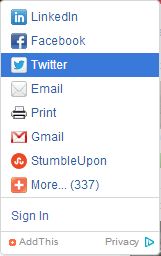 LinkedIn
Facebook
Twitter
Email
Print
Gmail
StumbleUpon
More... (337)
Sign In
AddThis Privacy